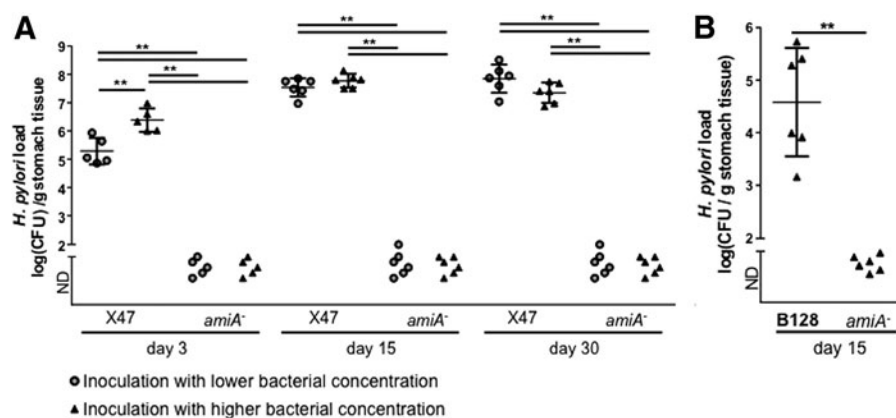 A
H. pylori load
log(CFU) /g stomach tissue
9
8
7
6
5
4
3
2
ND
**
**
**
**
**
**
**
X47
amiA-
X47
amiA-
X47
amiA-
day 3
day 15
day 30
Inoculation with lower bacterial concentration
Inoculation with higher bacterial concentration
B
H. pylori load
log(CFU / g stomach tissue)
6
5
4
3
2
ND
**
B128
amiA-
day 15